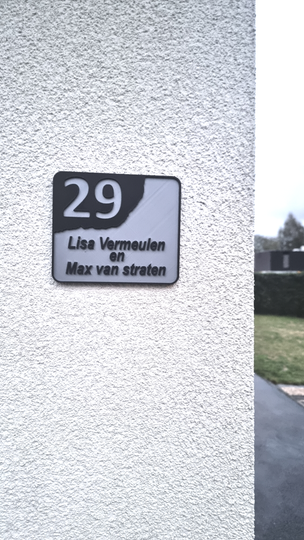 29
Lisa Vermeulen
en
Max van straten